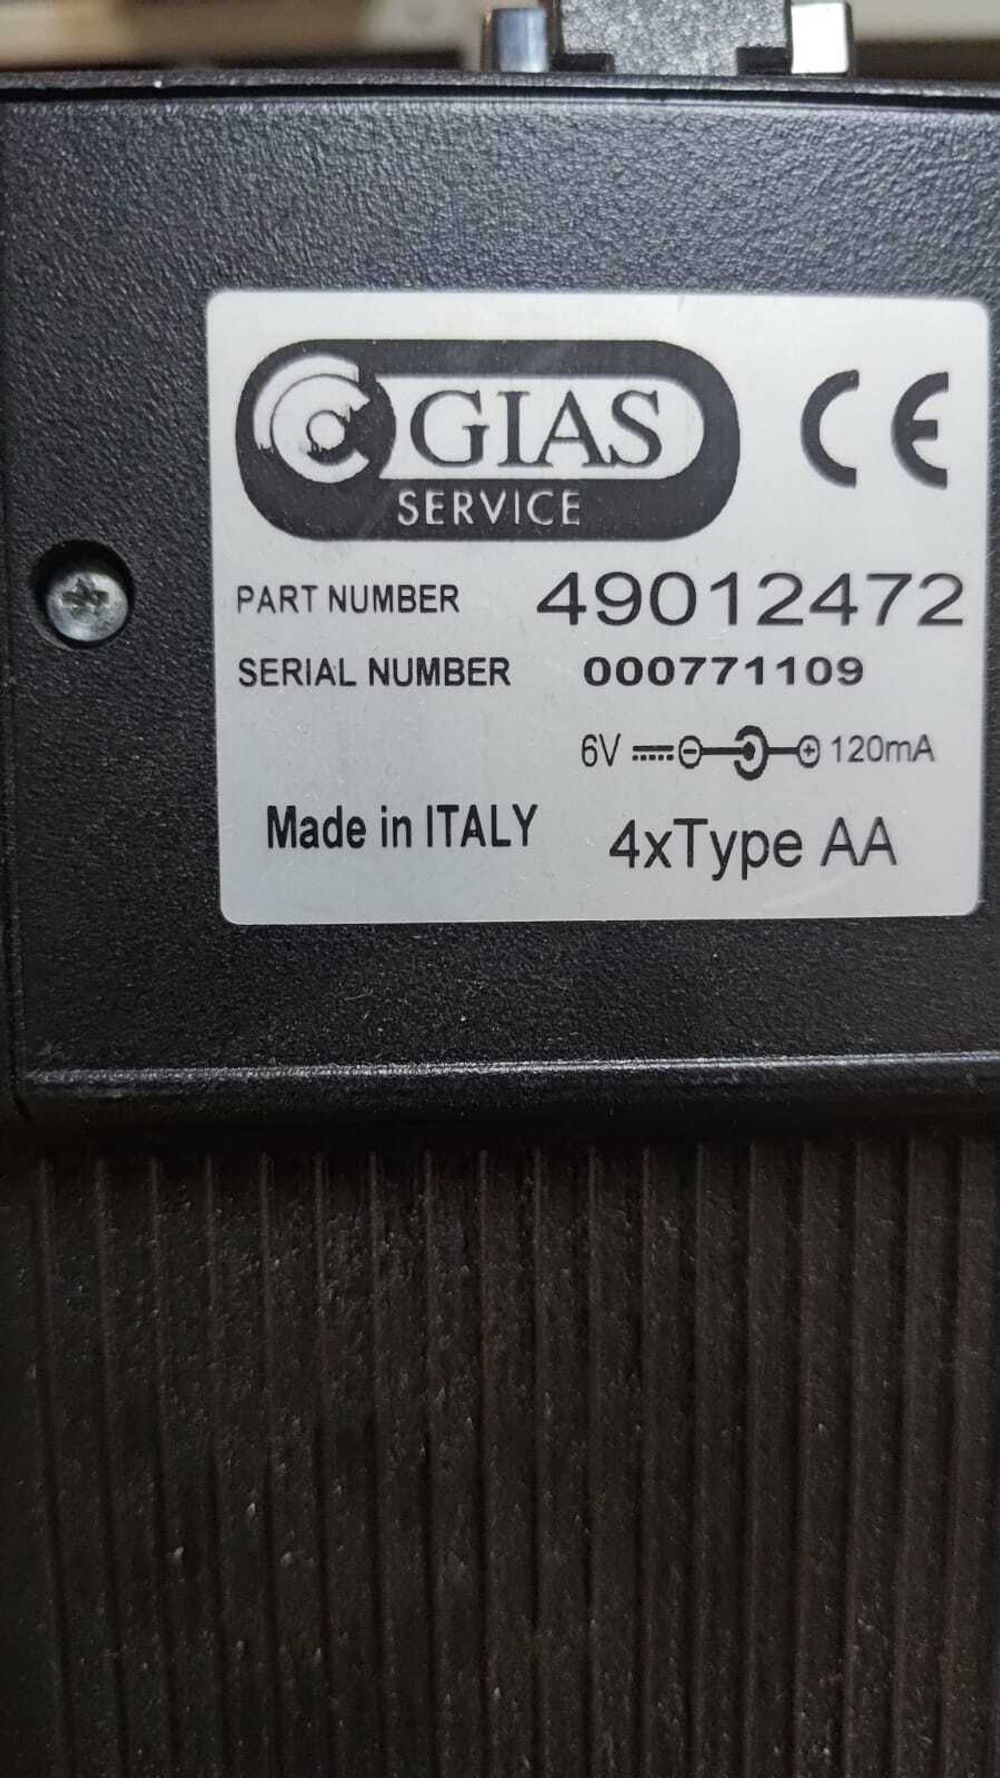 GIAS
SERVICE
CE
PART NUMBER 49012472
SERIAL NUMBER 000771109
6V 120mA
Made in ITALY 4xType AA